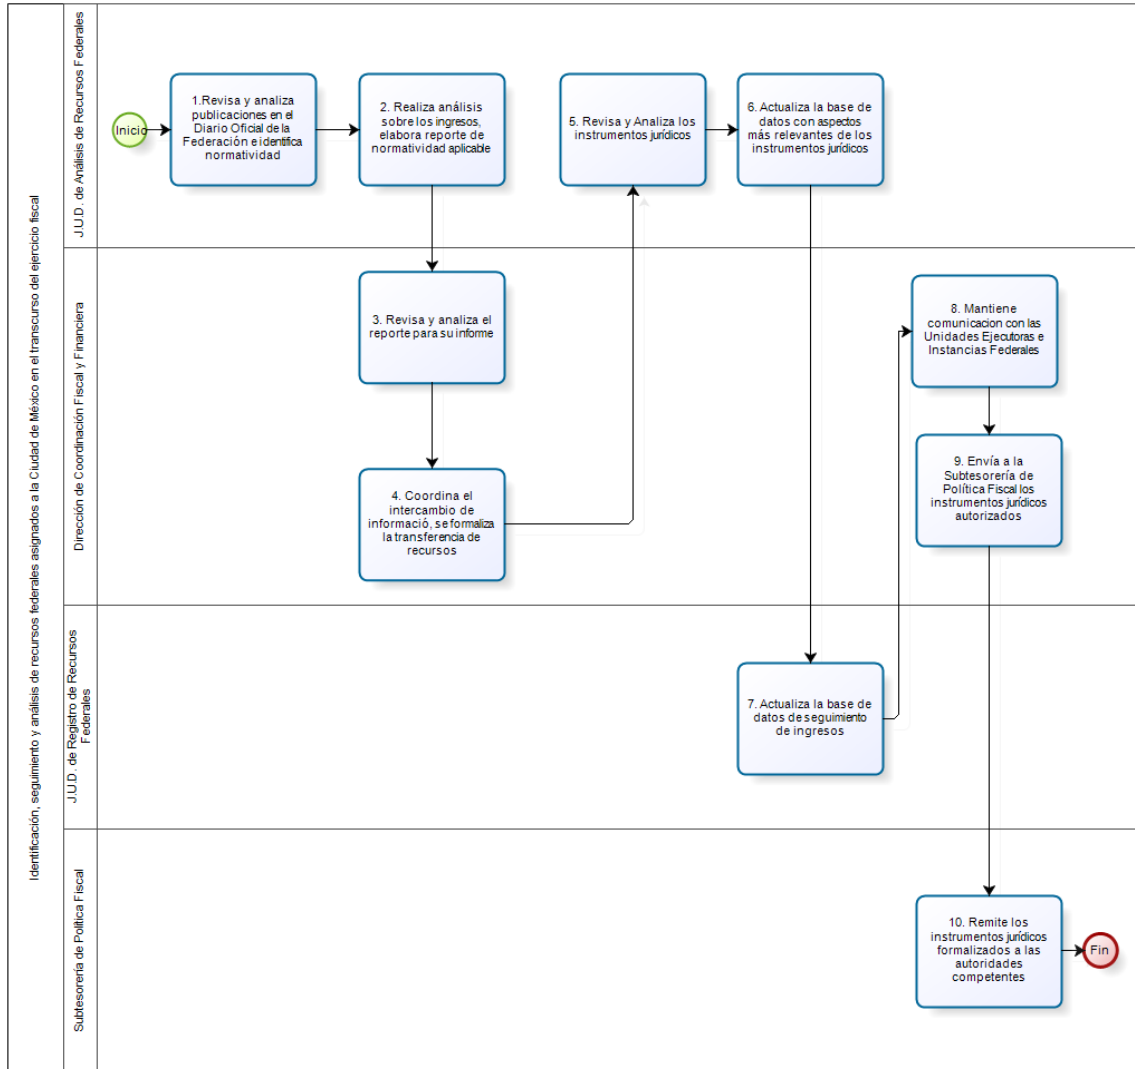 Identificación, seguimiento y análisis de recursos federales asignados a la Ciudad de México en el transcurso del ejercicio fiscal
J.U.D. de Análisis de Recursos Federales
Inicio
1.Revisa y analiza
publicaciones en el
Diario Oficial de la
Federación e identifica
normatividad
2. Realiza análisis
sobre los ingresos,
elabora reporte de
normatividad aplicable
5. Revisa y Analiza los
instrumentos jurídicos
6. Actualiza la base de
datos con aspectos
más relevantes de los
instrumentos jurídicos
Dirección de Coordinación Fiscal y Financiera
3. Revisa y analiza el
reporte para su informe
4. Coordina el
intercambio de
informació, se formaliza
la transferencia de
recursos
8. Mantiene
comunicacion con las
Unidades Ejecutoras e
Instancias Federales
9. Envía a la
Subtesorería de
Política Fiscal los
instrumentos jurídicos
autorizados
J.U.D. de Registro de Recursos
Federales
7. Actualiza la base de
datos de seguimiento
de ingresos
Subtesorería de Política Fiscal
10. Remite los
instrumentos jurídicos
formalizados a las
autoridades
competentes
Fin